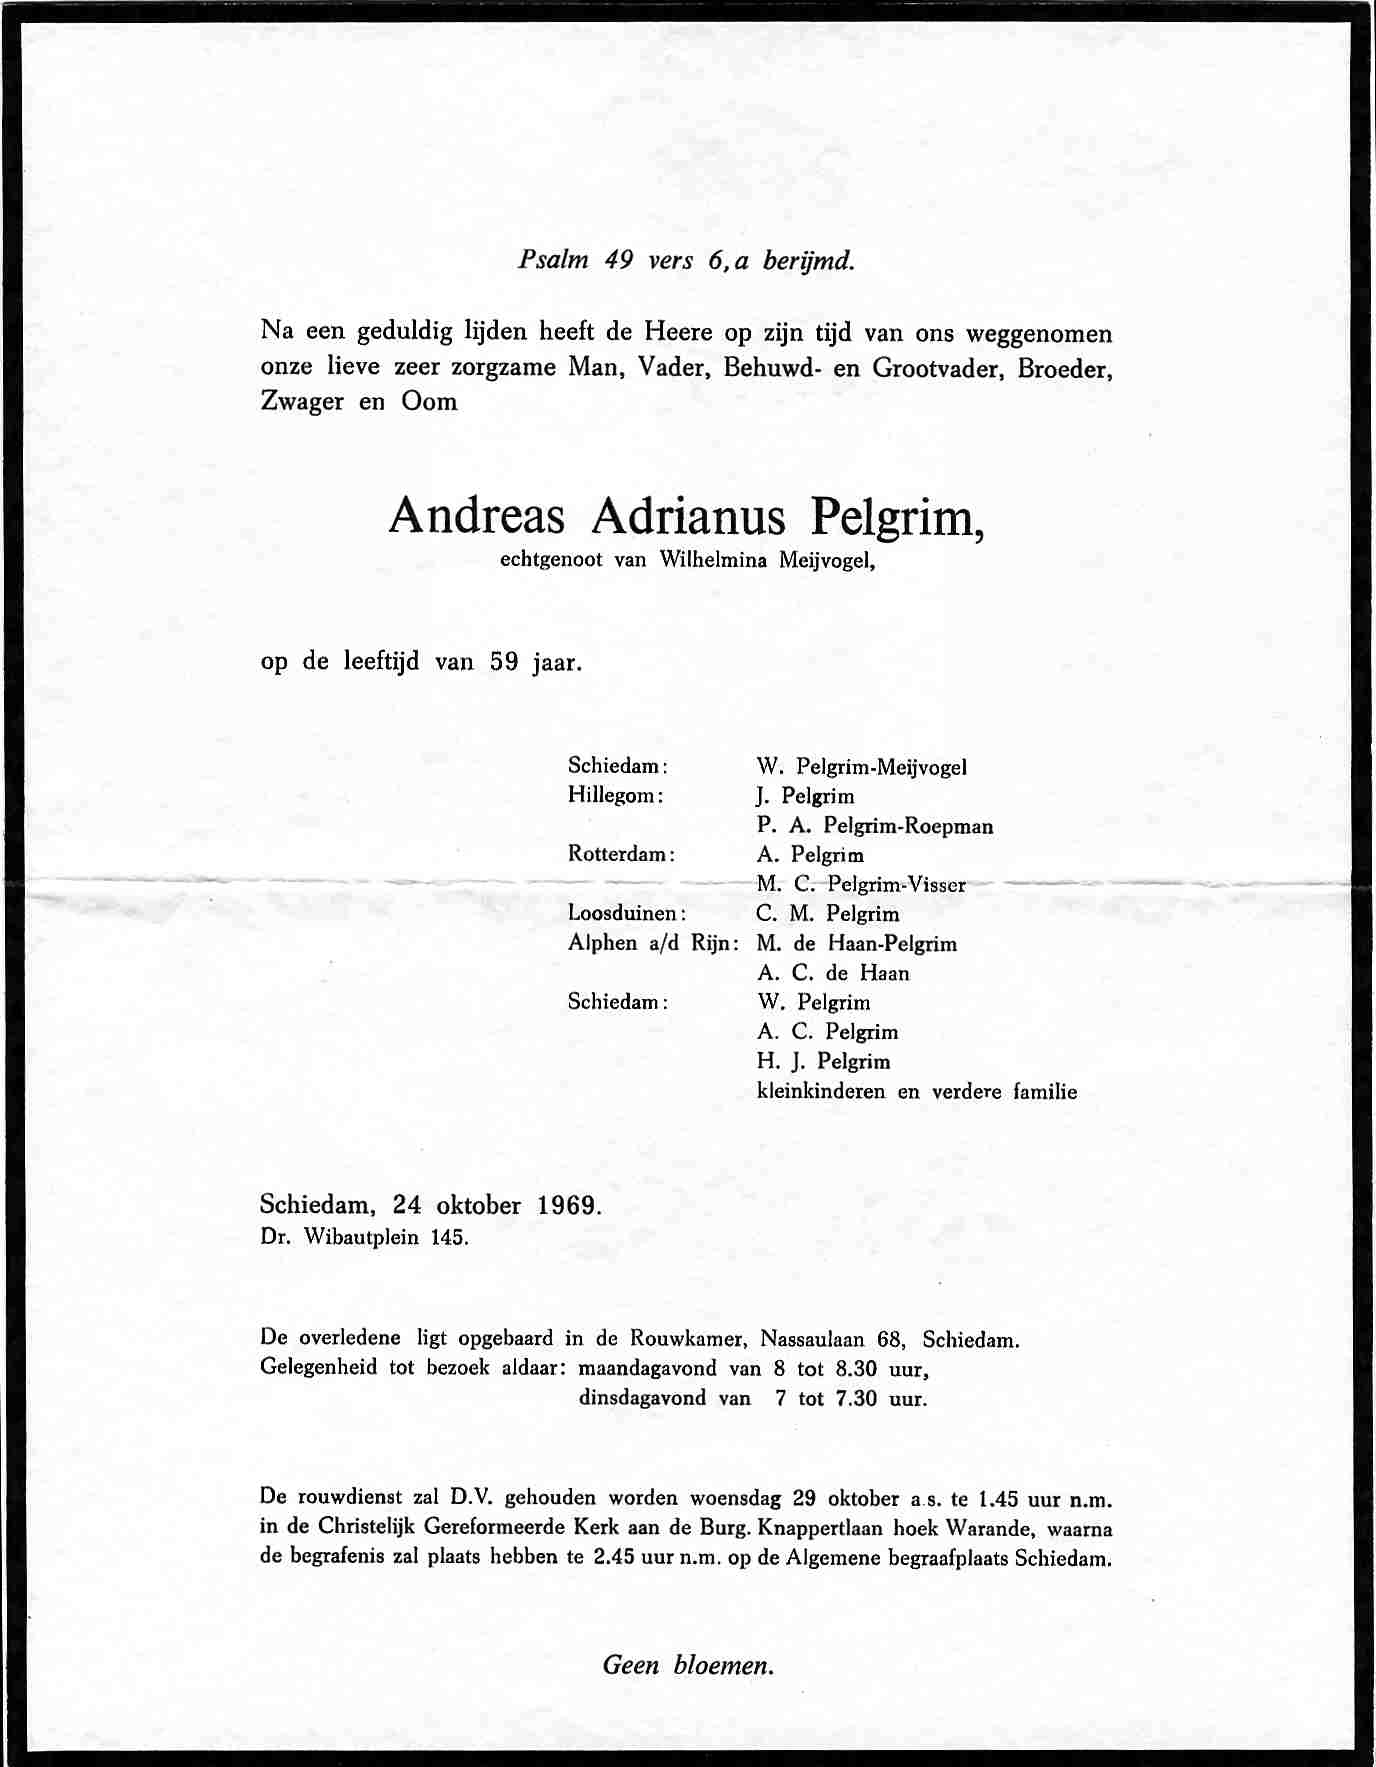 Psalm 49 vers 6,a berijmd.
Na een geduldig lijden heeft de Heere op zijn tijd van ons weggenomen
onze lieve zeer zorgzame Man, Vader, Behuwd- en Grootvader, Broeder,
Zwager en Oom
Andreas Adrianus Pelgrim,
echtgenoot van Wilhelmina Meijvogel,
op de leeftijd van 59 jaar.
Schiedam: W. Pelgrim-Meijvogel
Hillegom: J. Pelgrim
P. A. Pelgrim-Roepman
Rotterdam: A. Pelgrim
M. C. Pelgrim-Visser
Loosduinen: C. M. Pelgrim
Alphen a/d Rijn: M. de Haan-Pelgrim
A. C. de Haan
Schiedam: W. Pelgrim
A. C. Pelgrim
H. J. Pelgrim
kleinkinderen en verdere familie
Schiedam, 24 oktober 1969.
Dr. Wibautplein 145.
De overledene ligt opgebaard in de Rouwkamer, Nassaulaan 68, Schiedam.
Gelegenheid tot bezoek aldaar: maandagavond van 8 tot 8.30 uur,
dinsdagavond van 7 tot 7.30 uur.
De rouwdienst zal D.V. gehouden worden woensdag 29 oktober a.s. te 1.45 uur n.m.
in de Christelijk Gereformeerde Kerk aan de Burg. Knappertlaan hoek Warande, waarna
de begrafenis zal plaats hebben te 2.45 uur n.m. op de Algemene begraafplaats Schiedam.
Geen bloemen.